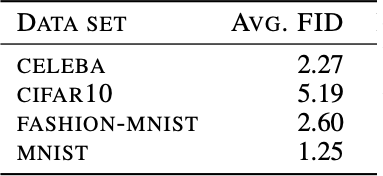 DATA SET AVG. FID
CELEBA 2.27
CIFAR10 5.19
FASHION-MNIST 2.60
MNIST 1.25